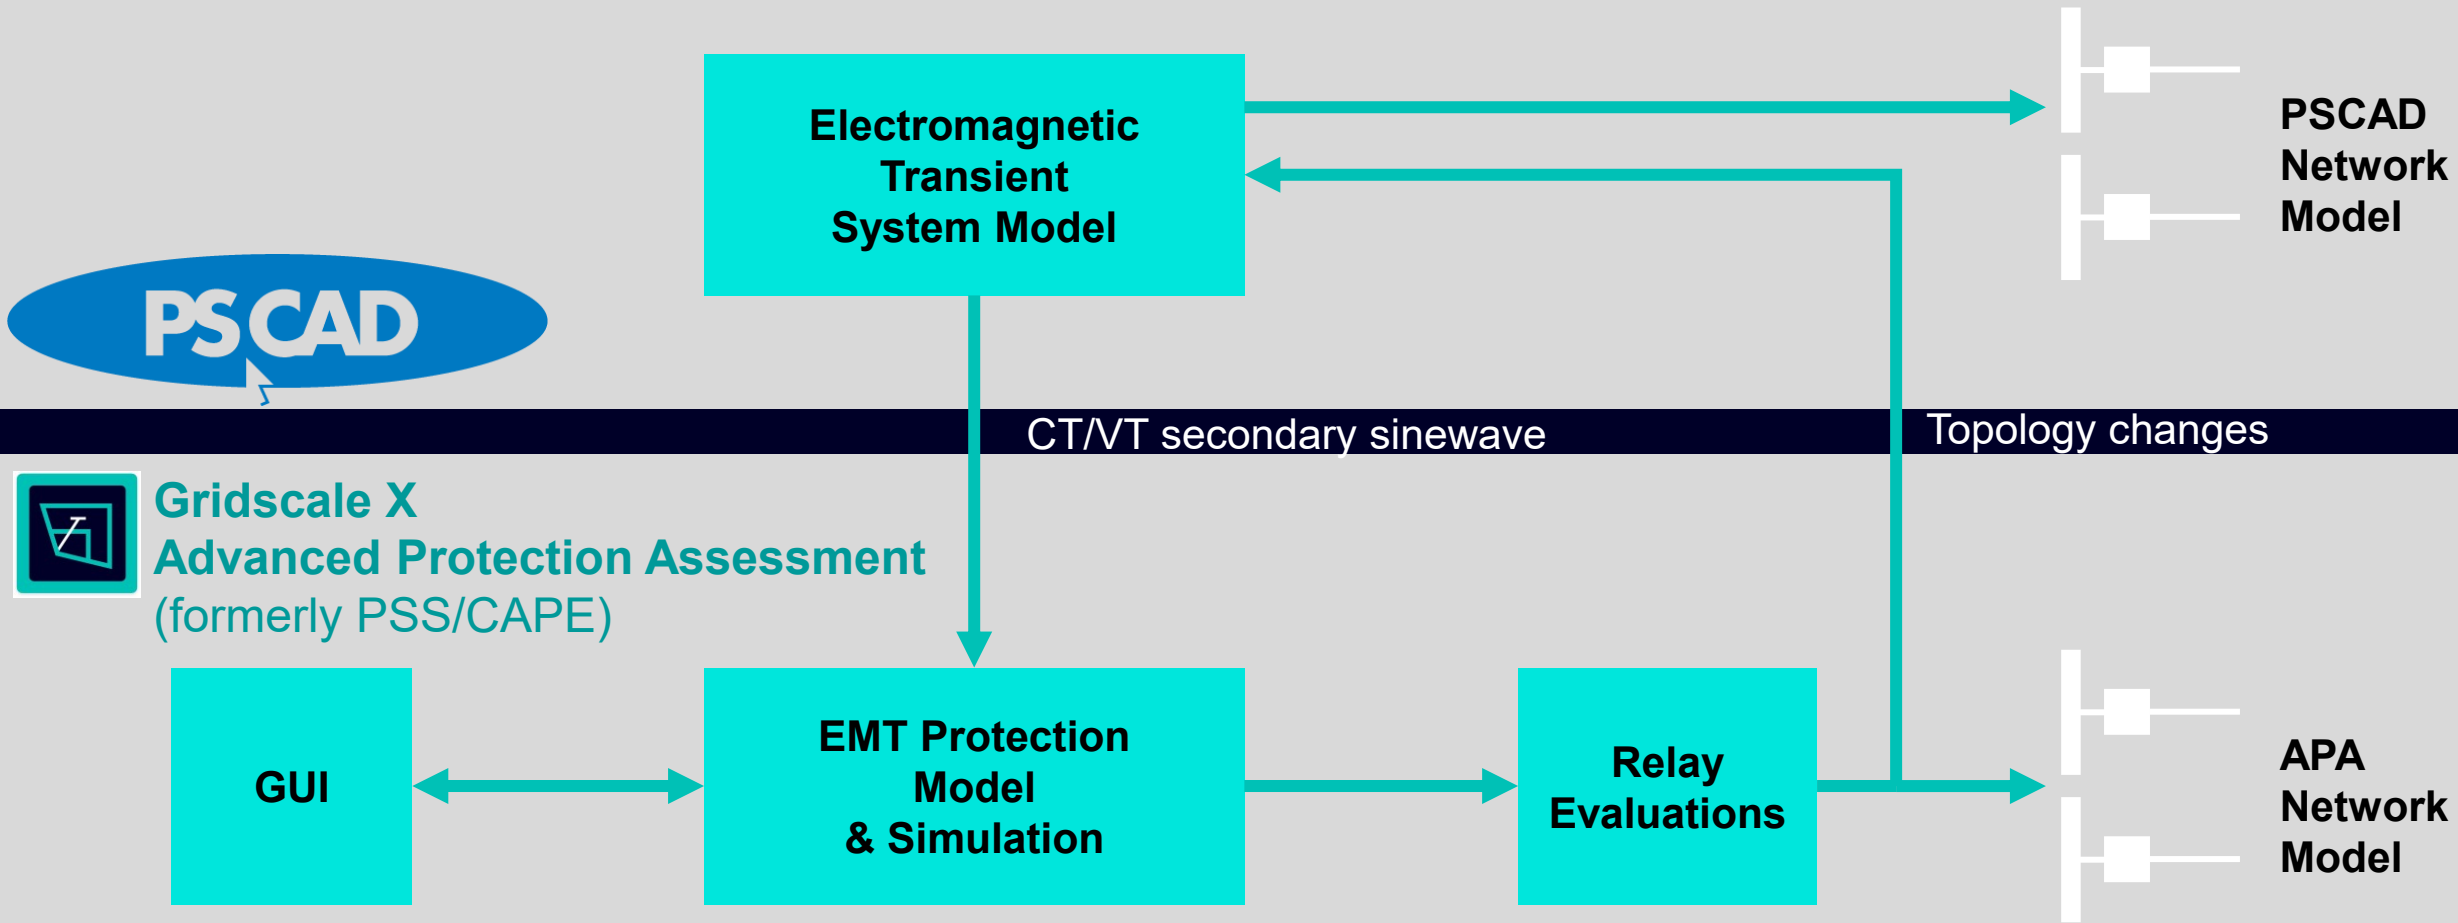 Electromagnetic
Transient
System Model
PSCAD
Network
Model
PSCAD
CT/VT secondary sinewave
Topology changes
Gridscale X
Advanced Protection Assessment
(formerly PSS/CAPE)
GUI
EMT Protection
Model
& Simulation
Relay
Evaluations
APA
Network
Model